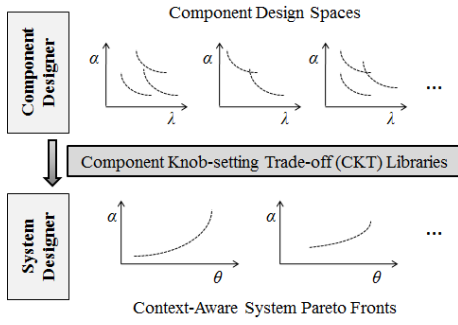 Component Design Spaces
Component
Designer
α
λ
α
λ
α
λ
...
Component Knob-setting Trade-off (CKT) Libraries
System
Designer
α
θ
α
θ
...
Context-Aware System Pareto Fronts